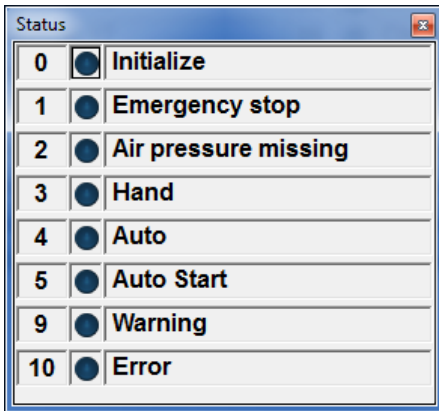 Status
0 Initialize
1 Emergency stop
2 Air pressure missing
3 Hand
4 Auto
5 Auto Start
9 Warning
10 Error